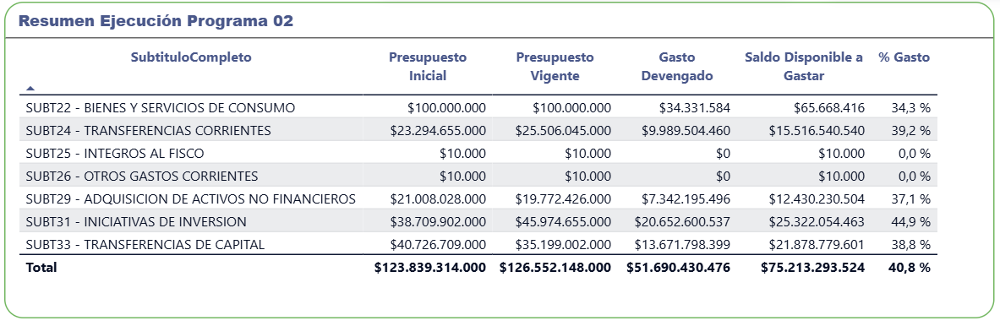 Resumen Ejecución Programa 02
SubtituloCompleto Presupuesto Inicial Presupuesto Vigente Gasto Devengado Saldo Disponible a Gastar % Gasto
SUBT22 - BIENES Y SERVICIOS DE CONSUMO $100.000.000 $100.000.000 $34.331.584 $65.668.416 34,3 %
SUBT24 - TRANSFERENCIAS CORRIENTES $23.294.655.000 $25.506.045.000 $9.989.504.460 $15.516.540.540 39,2 %
SUBT25 - INTEGROS AL FISCO $10.000 $10.000 $0 $10.000 0,0 %
SUBT26 - OTROS GASTOS CORRIENTES $10.000 $10.000 $0 $10.000 0,0 %
SUBT29 - ADQUISICION DE ACTIVOS NO FINANCIEROS $21.008.028.000 $19.772.426.000 $7.342.195.496 $12.430.230.504 37,1 %
SUBT31 - INICIATIVAS DE INVERSION $38.709.902.000 $45.974.655.000 $20.652.600.537 $25.322.054.463 44,9 %
SUBT33 - TRANSFERENCIAS DE CAPITAL $40.726.709.000 $35.199.002.000 $13.671.798.399 $21.878.779.601 38,8 %
Total $123.839.314.000 $126.552.148.000 $51.690.430.476 $75.213.293.524 40,8 %